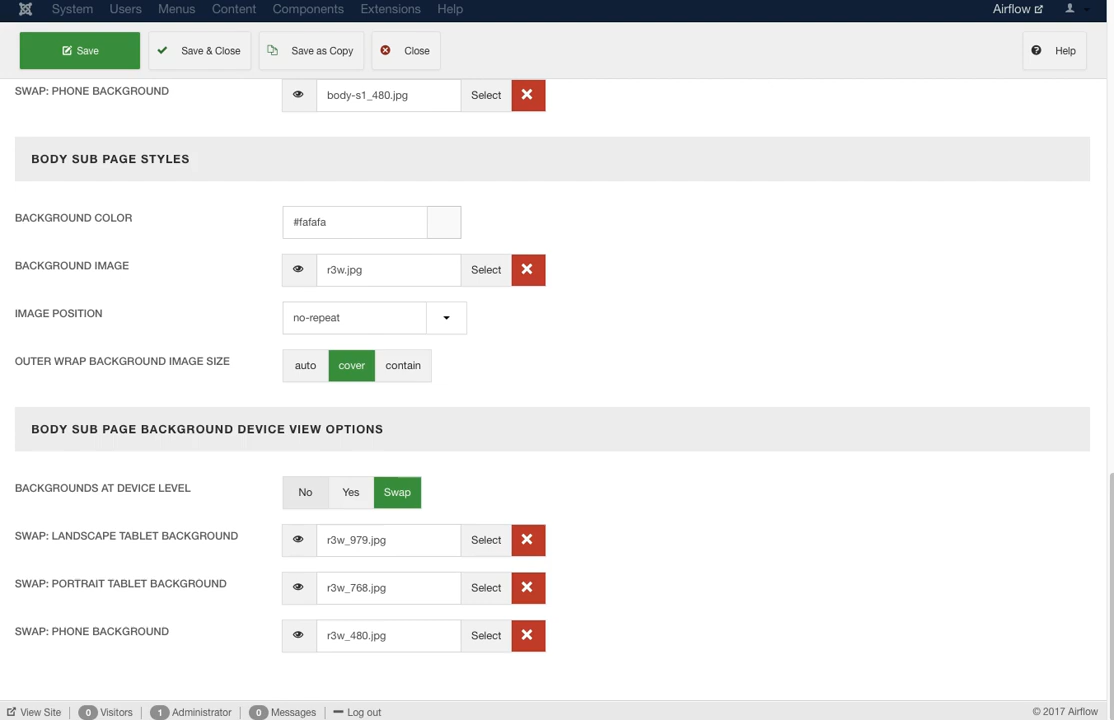 System Users Menus Content Components Extensions Help Airflow
Save Save & Close Save as Copy Close Help
SWAP: PHONE BACKGROUND body-s1_480.jpg Select
BODY SUB PAGE STYLES
BACKGROUND COLOR #fafafa
BACKGROUND IMAGE r3w.jpg Select
IMAGE POSITION no-repeat
OUTER WRAP BACKGROUND IMAGE SIZE auto cover contain
BODY SUB PAGE BACKGROUND DEVICE VIEW OPTIONS
BACKGROUNDS AT DEVICE LEVEL No Yes Swap
SWAP: LANDSCAPE TABLET BACKGROUND r3w_979.jpg Select
SWAP: PORTRAIT TABLET BACKGROUND r3w_768.jpg Select
SWAP: PHONE BACKGROUND r3w_480.jpg Select
View Site 0 Visitors 1 Administrator 0 Messages Log out © 2017 Airflow